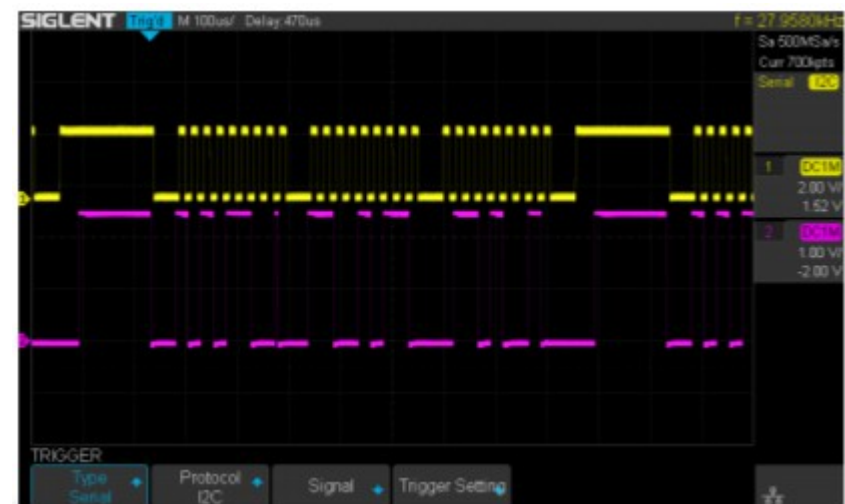 SIGLENT Trig'd M 100us/ Delay:470us f = 27.9580kHz
Sa 500MSa/s
Curr 700kpts
Serial I2C
1 DC1M
2.00 V/
1.52 V
2 DC1M
1.00 V/
-2.00 V
TRIGGER
Type Protocol Signal Trigger Setting
Serial I2C